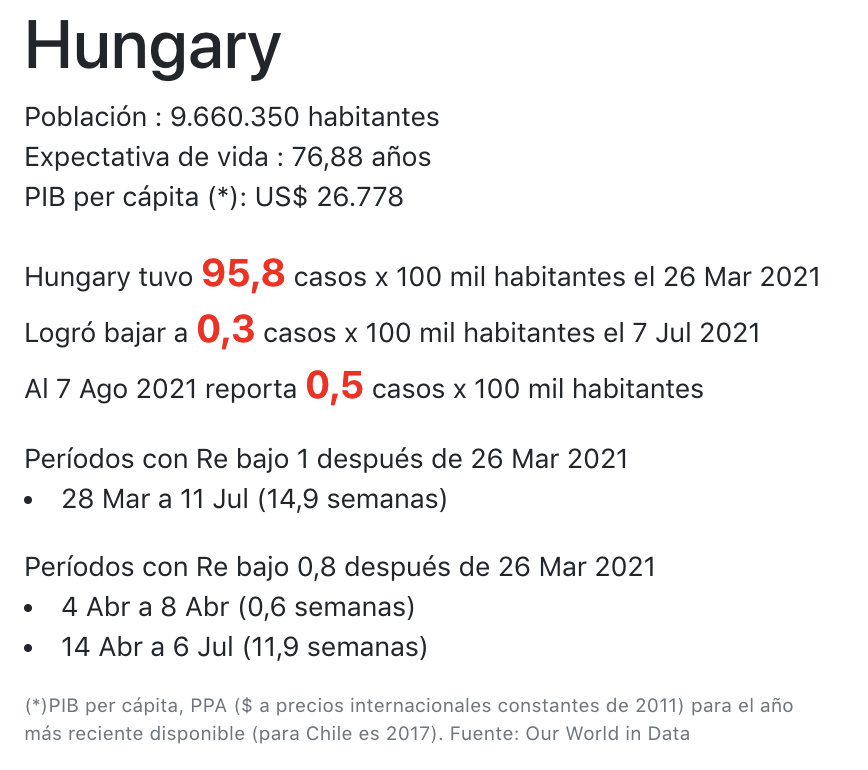 Hungary
Población : 9.660.350 habitantes
Expectativa de vida : 76,88 años
PIB per cápita (*): US$ 26.778
Hungary tuvo 95,8 casos x 100 mil habitantes el 26 Mar 2021
Logró bajar a 0,3 casos x 100 mil habitantes el 7 Jul 2021
Al 7 Ago 2021 reporta 0,5 casos x 100 mil habitantes
Períodos con Re bajo 1 después de 26 Mar 2021
• 28 Mar a 11 Jul (14,9 semanas)
Períodos con Re bajo 0,8 después de 26 Mar 2021
• 4 Abr a 8 Abr (0,6 semanas)
• 14 Abr a 6 Jul (11,9 semanas)
(*)PIB per cápita, PPA ($ a precios internacionales constantes de 2011) para el año
más reciente disponible (para Chile es 2017). Fuente: Our World in Data